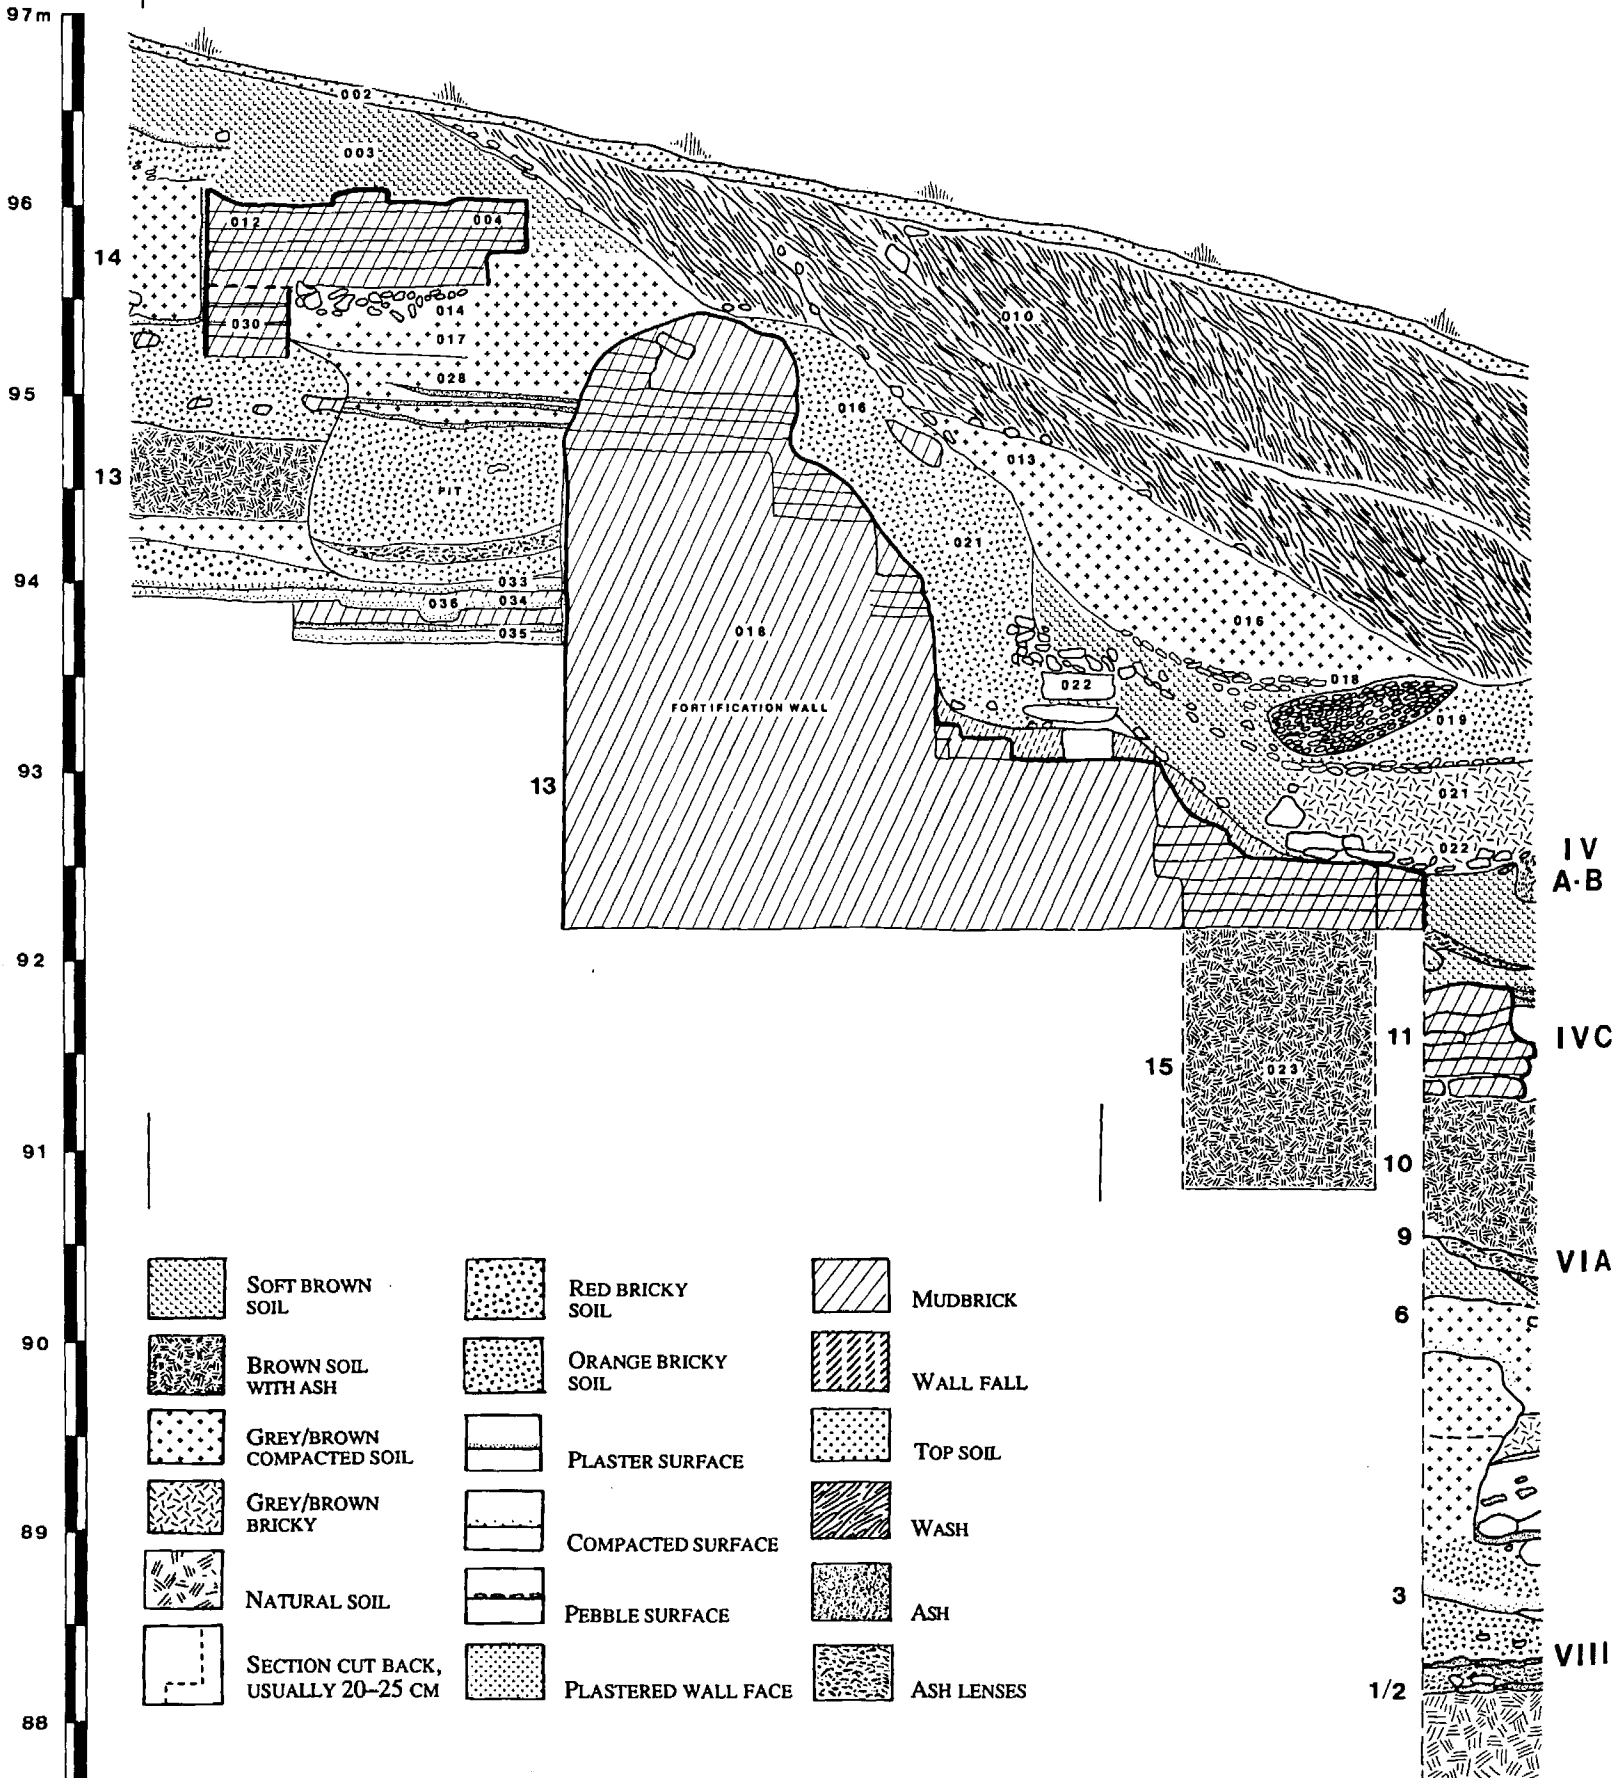 97m
002
003
96
012
004
14
010
030
014
017
95
028
016
013
13
PIT
021
94
033
036
034
016
035
018
022
018
FORTIFICATION WALL
019
93
13
021
022
IV
A·B
92
11
IVC
15
023
91
10
9
VIA
6
90
SOFT BROWN
SOIL
RED BRICKY
SOIL
MUDBRICK
BROWN SOIL
WITH ASH
ORANGE BRICKY
SOIL
WALL FALL
GREY/BROWN
COMPACTED SOIL
PLASTER SURFACE
TOP SOIL
89
GREY/BROWN
BRICKY
COMPACTED SURFACE
WASH
NATURAL SOIL
PEBBLE SURFACE
ASH
3
SECTION CUT BACK,
USUALLY 20–25 CM
PLASTERED WALL FACE
ASH LENSES
VIII
1/2
88